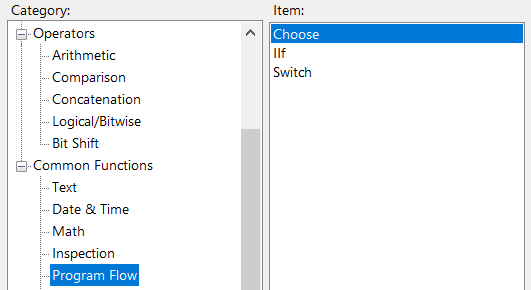 Category:
Operators
Arithmetic
Comparison
Concatenation
Logical/Bitwise
Bit Shift
Common Functions
Text
Date & Time
Math
Inspection
Program Flow
Item:
Choose
IIf
Switch